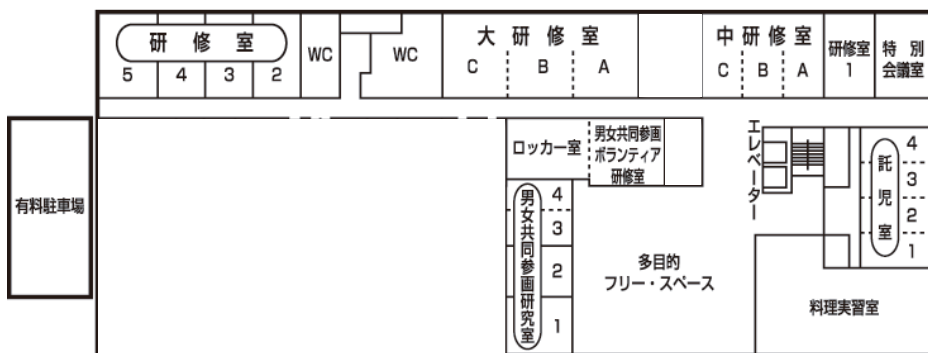 研修室
5 4 3 2
WC
WC
大研修室
C B A
中研修室
C B A
研修室
1
特別
会議室
有料駐車場
ロッカー室
男女共同参画
ボランティア
研修室
エレベーター
託児室
4
3
2
1
男女共同参画研究室
4
3
2
1
多目的
フリー・スペース
料理実習室